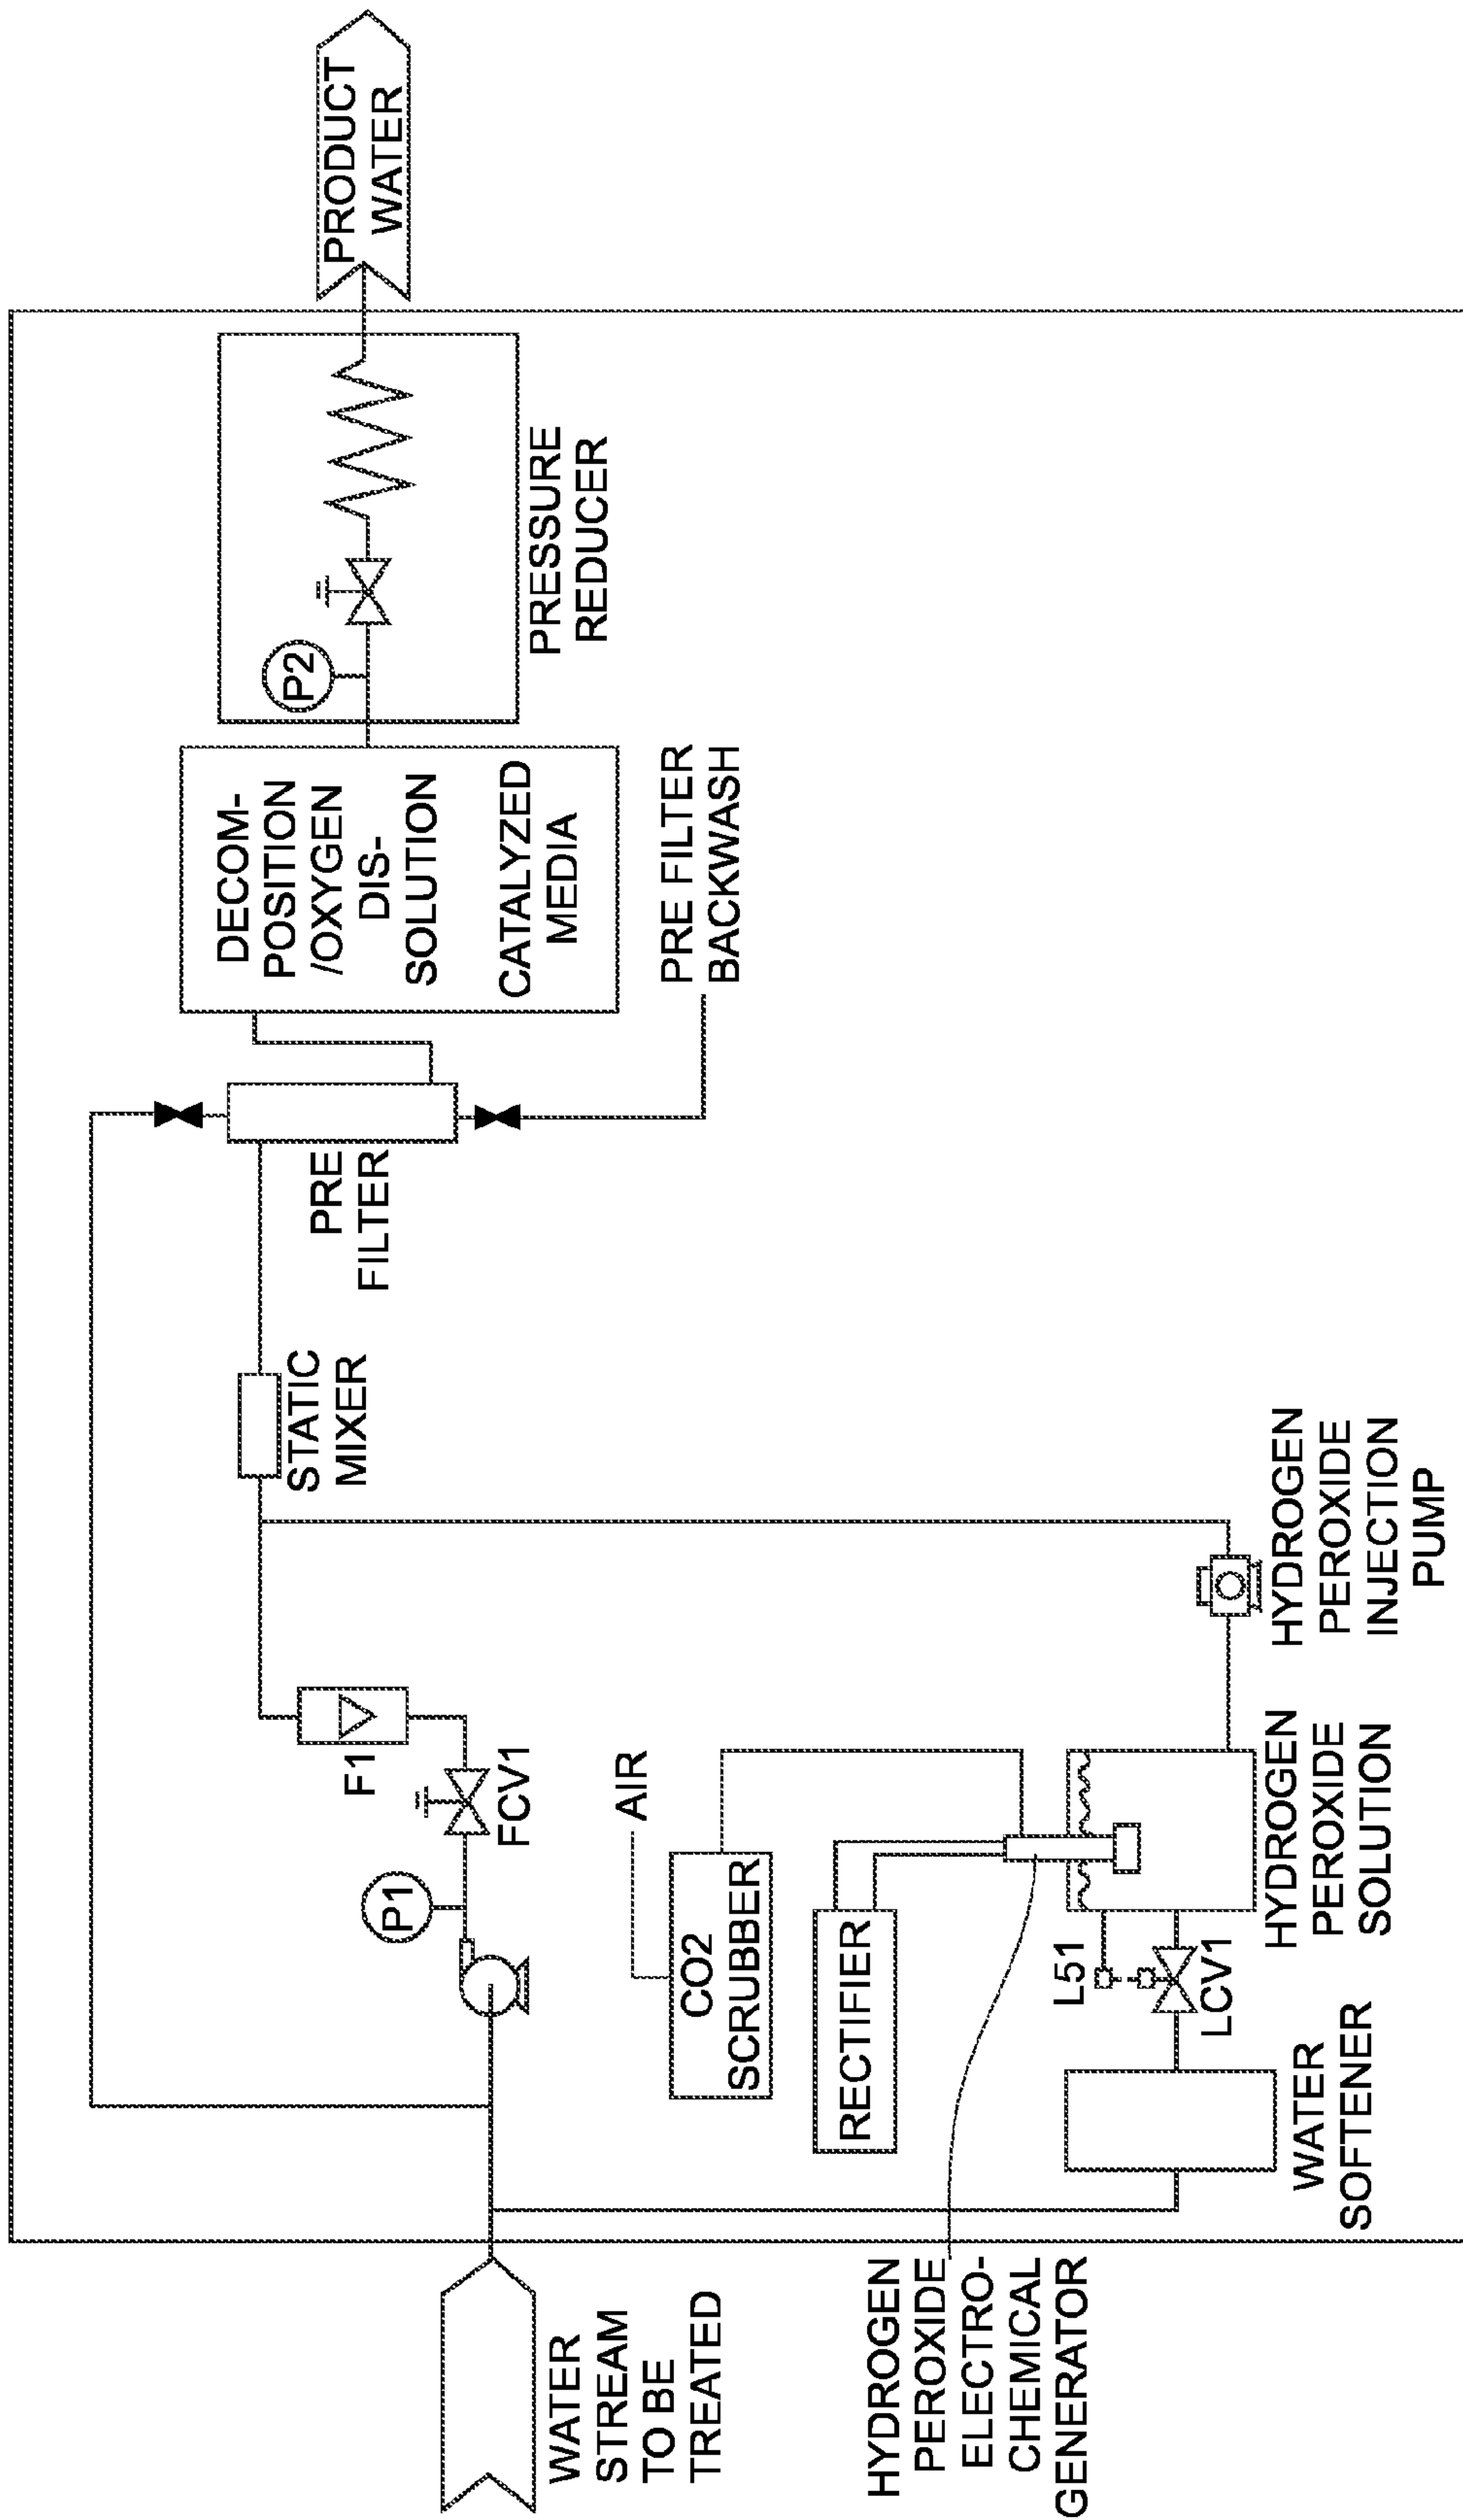 PRODUCT
WATER
P2
PRESSURE
REDUCER
DECOM-
POSITION
/OXYGEN
DIS-
SOLUTION
CATALYZED
MEDIA
PRE FILTER
BACKWASH
PRE
FILTER
STATIC
MIXER
F1
FCV1
P1
AIR
CO2
SCRUBBER
RECTIFIER
L51
LCV1
HYDROGEN
PEROXIDE
INJECTION
PUMP
HYDROGEN
PEROXIDE
SOLUTION
WATER
SOFTENER
WATER
STREAM
TO BE
TREATED
HYDROGEN
PEROXIDE
ELECTRO-
CHEMICAL
GENERATOR